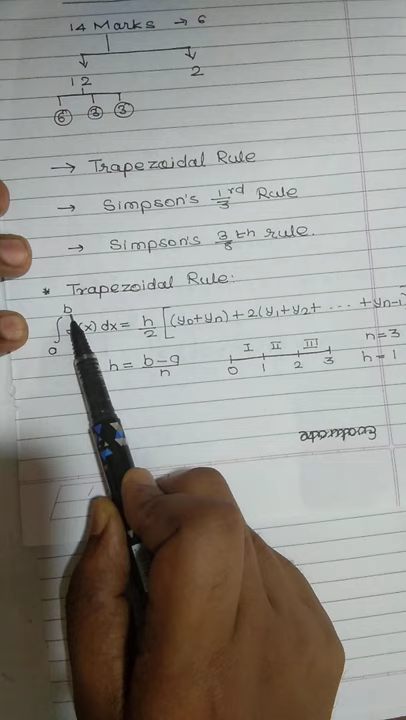 14 Marks → 6
12 2
6 3 3
→ Trapezoidal Rule
→ Simpson's 1/3 rd Rule
→ Simpson's 3/8 th rule.
* Trapezoidal Rule:
∫ₐᵇ (x) dx = h/2 [(y₀+yₙ) + 2(y₁+y₂+ ... + yₙ₋₁
h = b-a/n
I II III
0 1 2 3
n = 3
h = 1